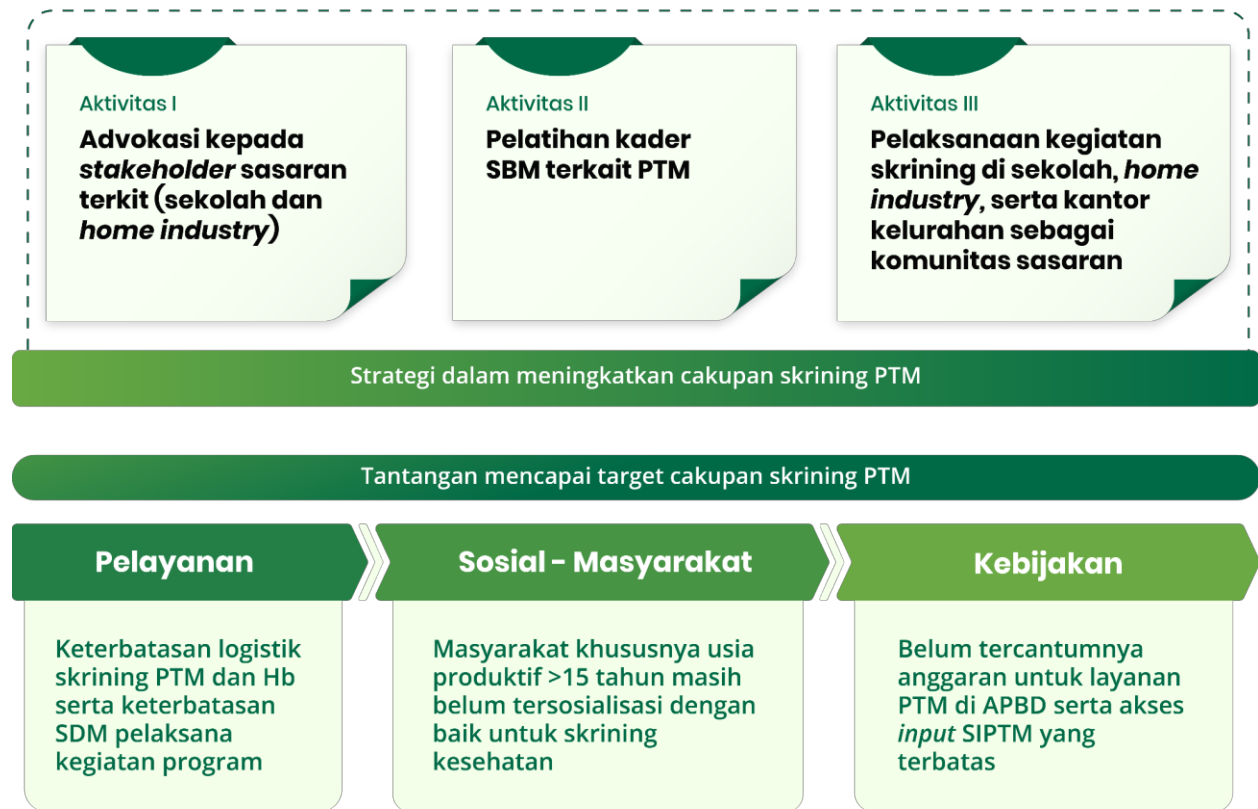 Aktivitas I
Advokasi kepada
stakeholder sasaran
terkit (sekolah dan
home industry)
Aktivitas II
Pelatihan kader
SBM terkait PTM
Aktivitas III
Pelaksanaan kegiatan
skrining di sekolah, home
industry, serta kantor
kelurahan sebagai
komunitas sasaran
Strategi dalam meningkatkan cakupan skrining PTM
Tantangan mencapai target cakupan skrining PTM
Pelayanan
Keterbatasan logistik
skrining PTM dan Hb
serta keterbatasan
SDM pelaksana
kegiatan program
Sosial - Masyarakat
Masyarakat khususnya usia
produktif >15 tahun masih
belum tersosialisasi dengan
baik untuk skrining
kesehatan
Kebijakan
Belum tercantumnya
anggaran untuk layanan
PTM di APBD serta akses
input SIPTM yang
terbatas